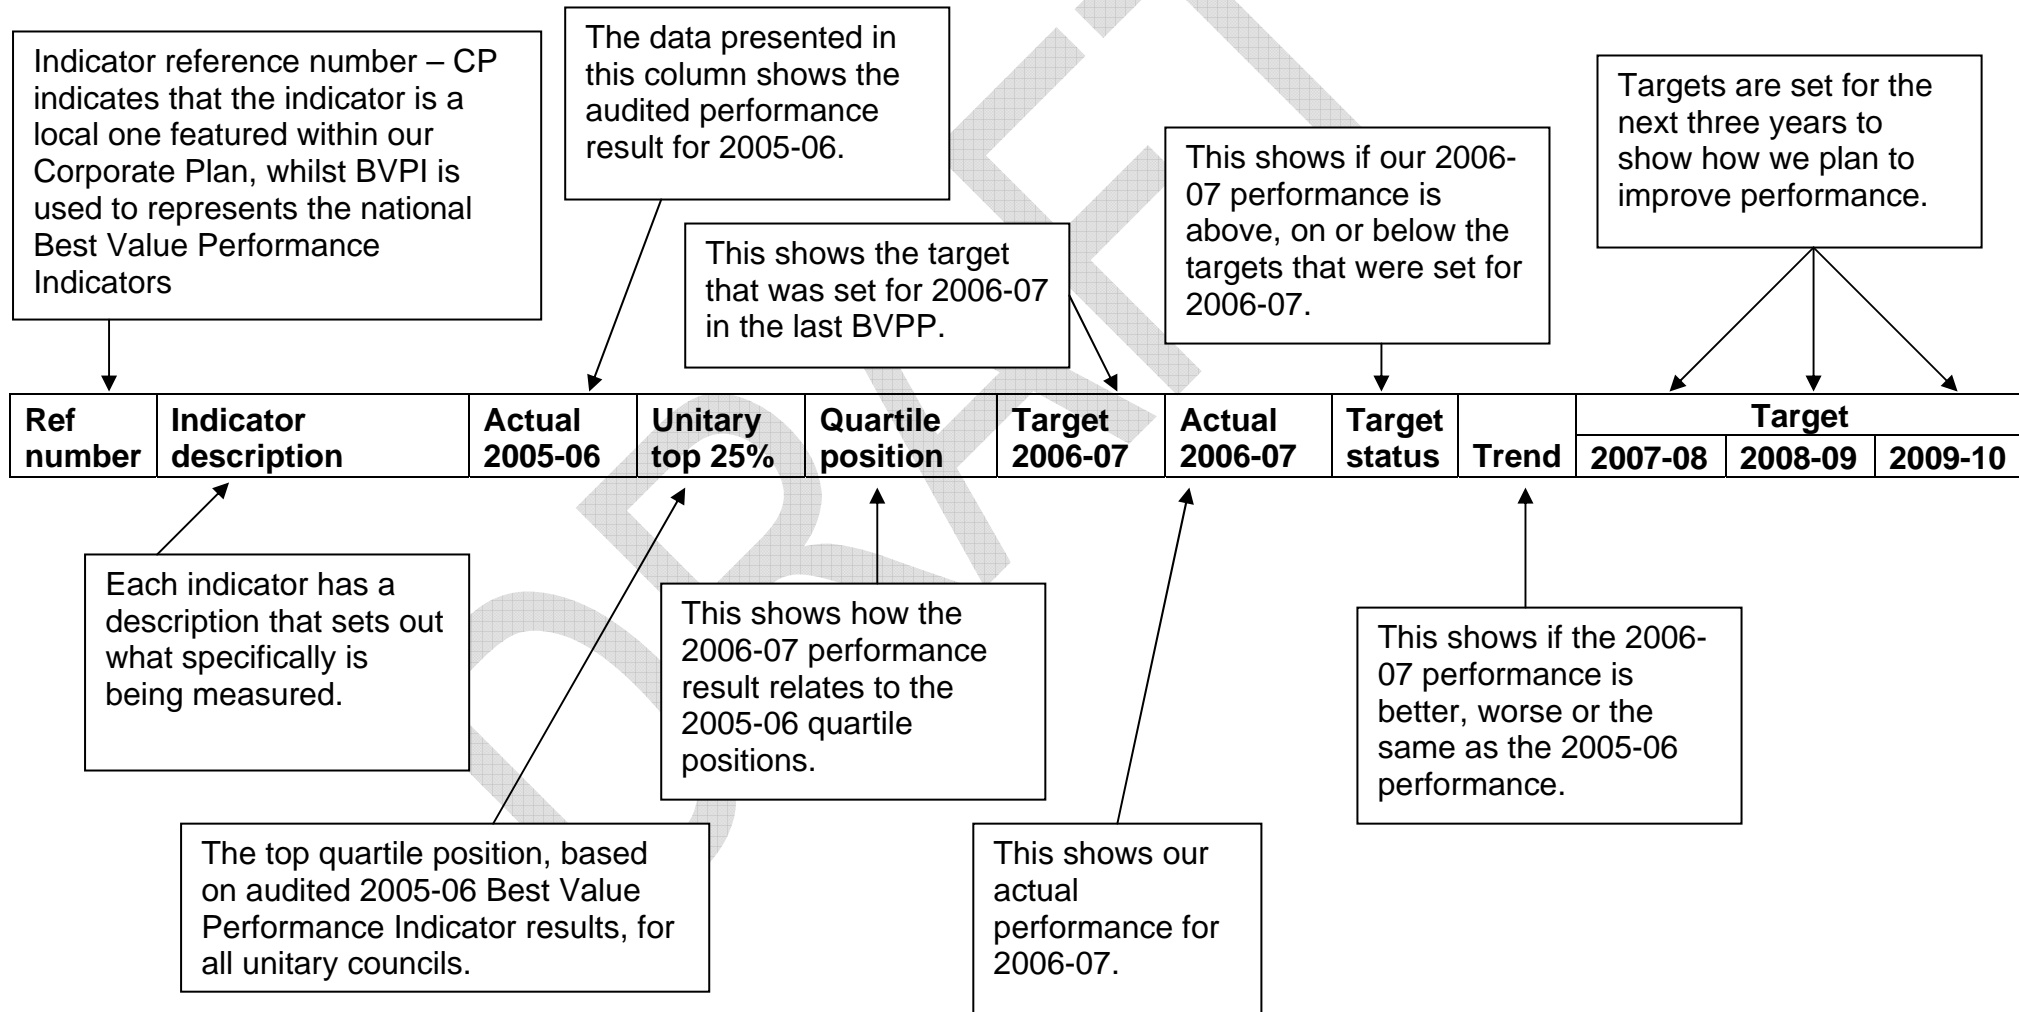 Indicator reference number – CP
indicates that the indicator is a
local one featured within our
Corporate Plan, whilst BVPI is
used to represents the national
Best Value Performance
Indicators
The data presented in
this column shows the
audited performance
result for 2005-06.
This shows the target
that was set for 2006-07
in the last BVPP.
This shows if our 2006-
07 performance is
above, on or below the
targets that were set for
2006-07.
Targets are set for the
next three years to
show how we plan to
improve performance.
Ref number
Indicator description
Actual 2005-06
Unitary top 25%
Quartile position
Target 2006-07
Actual 2006-07
Target status
Trend
Target
2007-08 2008-09 2009-10
Each indicator has a
description that sets out
what specifically is
being measured.
The top quartile position, based
on audited 2005-06 Best Value
Performance Indicator results, for
all unitary councils.
This shows how the
2006-07 performance
result relates to the
2005-06 quartile
positions.
This shows our
actual
performance for
2006-07.
This shows if the 2006-
07 performance is
better, worse or the
same as the 2005-06
performance.
DRAFT